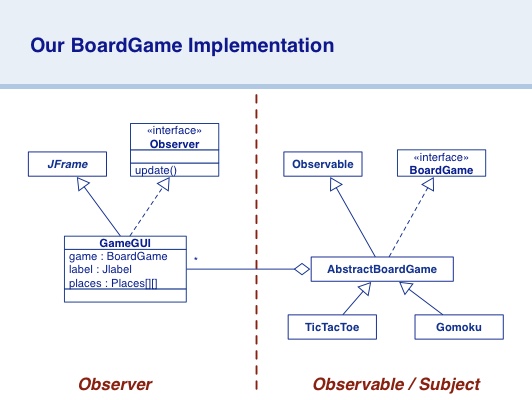 Our BoardGame Implementation
JFrame
«interface»
Observer
update()
Observable
«interface»
BoardGame
GameGUI
game : BoardGame
label : Jlabel
places : Places[][]
*
AbstractBoardGame
TicTacToe
Gomoku
Observer
Observable / Subject